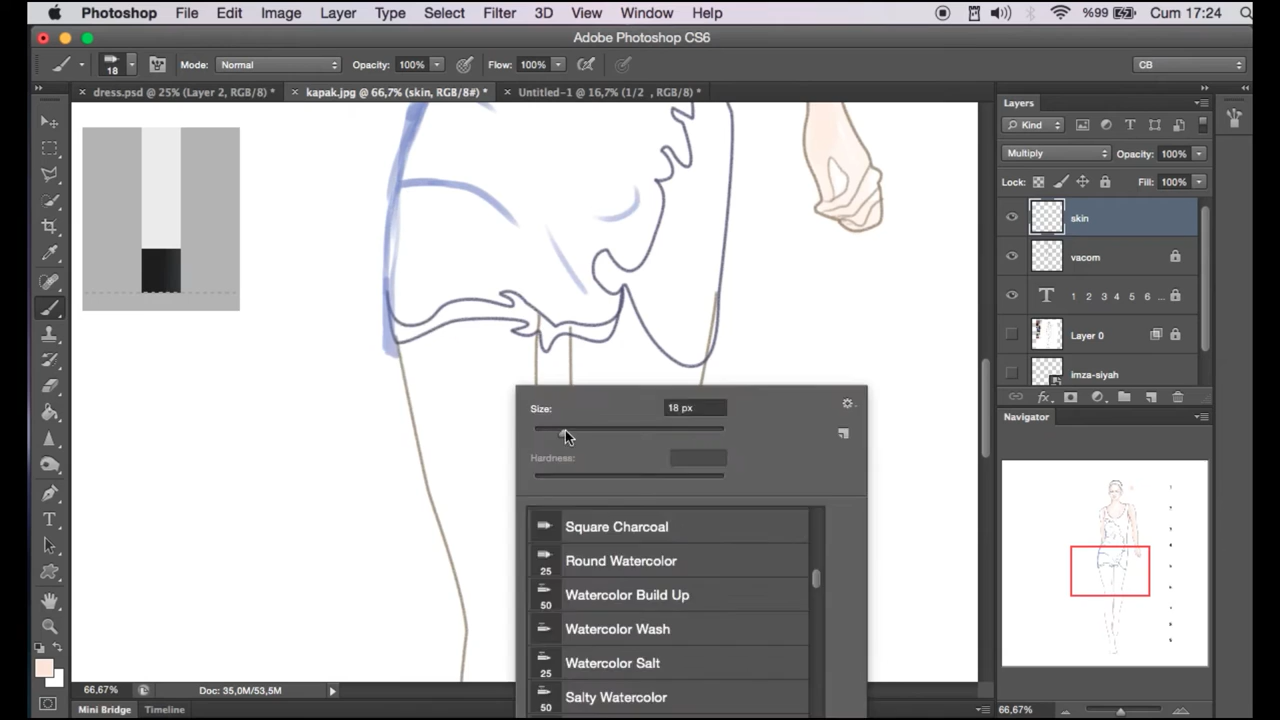 Photoshop File Edit Image Layer Type Select Filter 3D View Window Help %99 Cum 17:24
Adobe Photoshop CS6
18 Mode: Normal Opacity: 100% Flow: 100% CB
dress.psd @ 25% (Layer 2, RGB/8) * kapak.jpg @ 66,7% (skin, RGB/8#) * Untitled-1 @ 16,7% (1/2 , RGB/8) *
Layers
Kind
Multiply Opacity: 100%
Lock: Fill: 100%
skin
vacom
1 2 3 4 5 6 ...
Layer 0
imza-siyah
fx
Navigator
Size: 18 px
Hardness:
Square Charcoal
25 Round Watercolor
50 Watercolor Build Up
Watercolor Wash
25 Watercolor Salt
50 Salty Watercolor
66,67% Doc: 35,0M/53,5M
Mini Bridge Timeline
66,67%